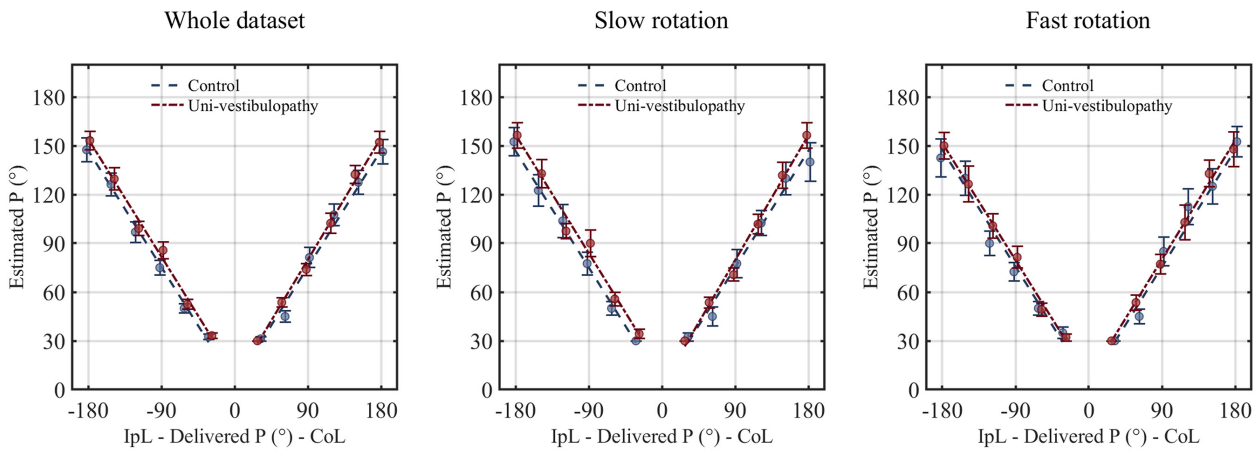 Whole dataset
Control
Uni-vestibulopathy
Estimated P (°)
180
150
120
90
60
30
0
-180 -90 0 90 180
IpL - Delivered P (°) - CoL
Slow rotation
Control
Uni-vestibulopathy
Estimated P (°)
180
150
120
90
60
30
0
-180 -90 0 90 180
IpL - Delivered P (°) - CoL
Fast rotation
Control
Uni-vestibulopathy
Estimated P (°)
180
150
120
90
60
30
0
-180 -90 0 90 180
IpL - Delivered P (°) - CoL